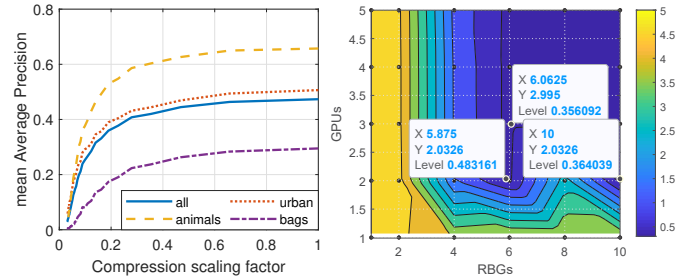 mean Average Precision
0.8
0.6
0.4
0.2
0
0 0.2 0.4 0.6 0.8 1
Compression scaling factor
all
animals
urban
bags
GPUs
5
4.5
4
3.5
3
2.5
2
1.5
1
1 2 4 6 8 10
RBGs
X 6.0625
Y 2.995
Level 0.356092
X 5.875
Y 2.0326
Level 0.483161
X 10
Y 2.0326
Level 0.364039
5
4.5
4
3.5
3
2.5
2
1.5
1
0.5